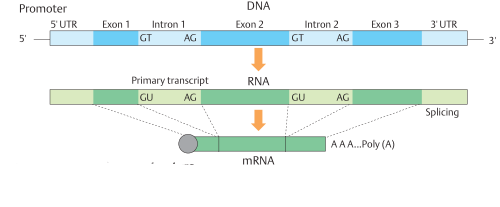 Promoter
DNA
5' UTR Exon 1 Intron 1 Exon 2 Intron 2 Exon 3 3' UTR
5' GT AG GT AG 3'
Primary transcript RNA
GU AG GU AG
Splicing
A A A...Poly (A)
mRNA